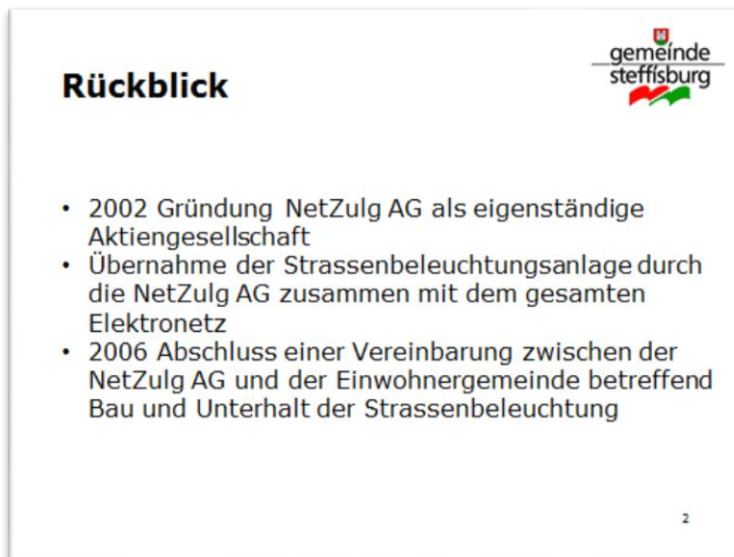 gemeinde
steffisburg
Rückblick
• 2002 Gründung NetZulg AG als eigenständige
Aktiengesellschaft
• Übernahme der Strassenbeleuchtungsanlage durch
die NetZulg AG zusammen mit dem gesamten
Elektronetz
• 2006 Abschluss einer Vereinbarung zwischen der
NetZulg AG und der Einwohnergemeinde betreffend
Bau und Unterhalt der Strassenbeleuchtung
2